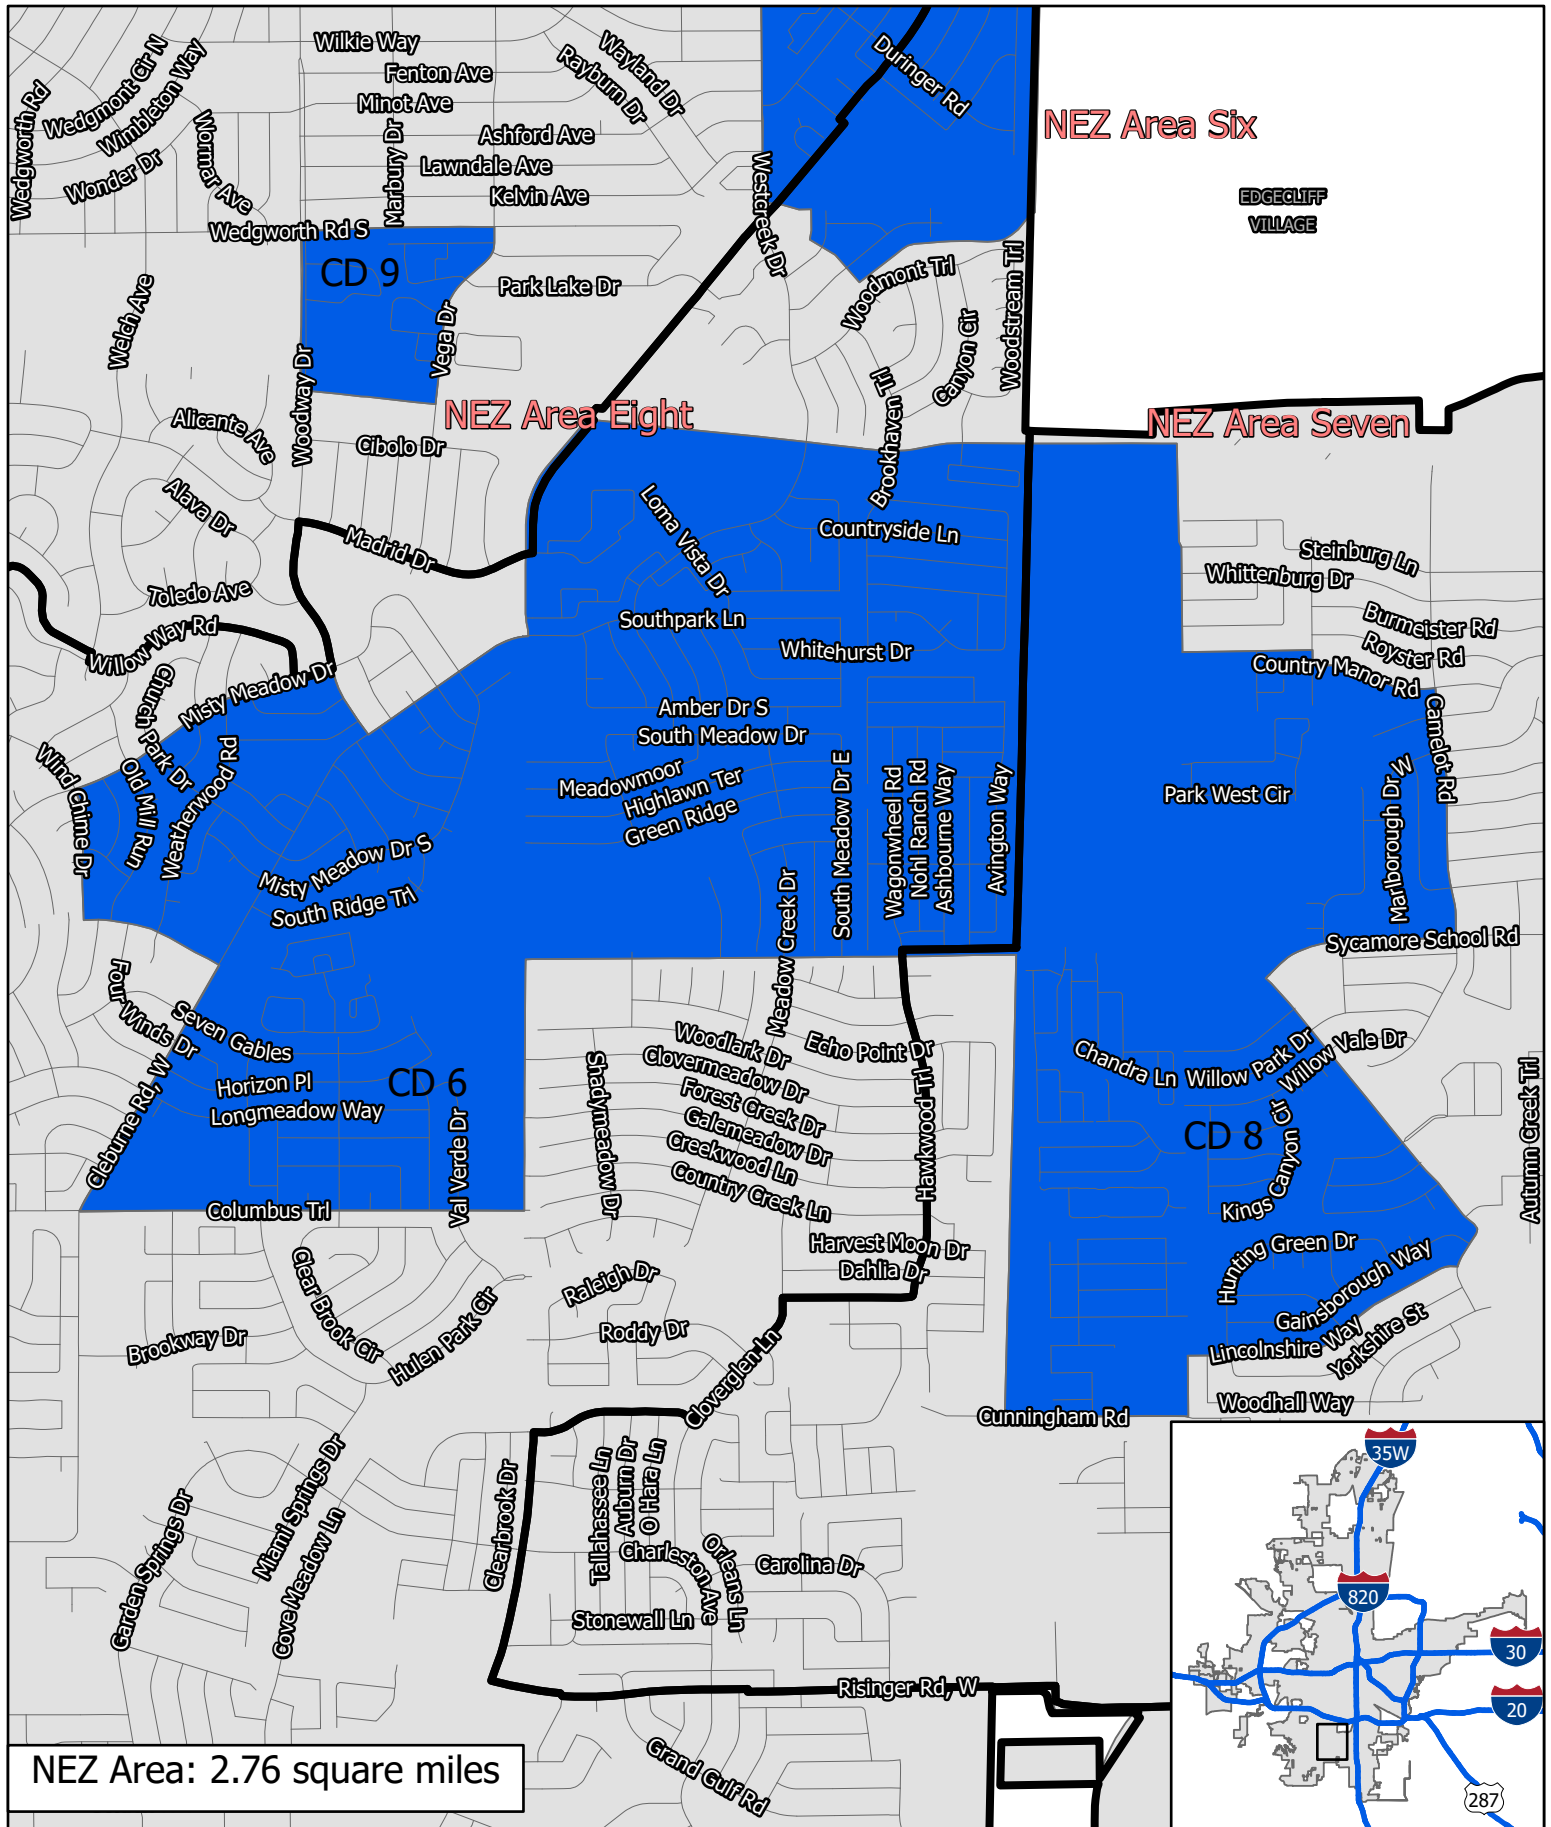 Wilkie Way
Wayland Dr
Rayburn Dr
Wedgmont Cir N
Wimbleton Way
Fenton Ave
Duringer Rd
Wedgworth Rd
Minot Ave
NEZ Area Six
Ashford Ave
Wormar Ave
Marbury Dr
Lawndale Ave
Wonder Dr
Kelvin Ave
EDGECLIFF
VILLAGE
Westcreek Dr
Wedgworth Rd S
CD 9
Park Lake Dr
Woodmont Trl
Woodstream Trl
Welch Ave
Vega Dr
Canyon Cir
Woodway Dr
Brookhaven Trl
NEZ Area Eight
NEZ Area Seven
Alicante Ave
Cibolo Dr
Alava Dr
Loma Vista Dr
Countryside Ln
Madrid Dr
Steinburg Ln
Whittenburg Dr
Toledo Ave
Southpark Ln
Burmeister Rd
Willow Way Rd
Whitehurst Dr
Royster Rd
Country Manor Rd
Church Park Dr
Misty Meadow Dr
Amber Dr S
South Meadow Dr
Camelot Rd
Wind Chime Dr
Old Mill Run
Weatherwood Rd
Meadowmoor
Highlawn Ter
Green Ridge
South Meadow Dr E
Wagonwheel Rd
Nohl Ranch Rd
Ashbourne Way
Avington Way
Park West Cir
Marlborough Dr W
Misty Meadow Dr S
South Ridge Trl
Meadow Creek Dr
Sycamore School Rd
Four Winds Dr
Seven Gables
Woodlark Dr
Echo Point Dr
Clovermeadow Dr
Chandra Ln
Willow Park Dr
Willow Vale Dr
Horizon Pl
CD 6
Longmeadow Way
Forest Creek Dr
Galemeadow Dr
Creekwood Ln
Country Creek Ln
Shadymeadow Dr
Hawkwood Trl
CD 8
Kings Canyon Cir
Autumn Creek Trl
Cleburne Rd, W
Val Verde Dr
Columbus Trl
Harvest Moon Dr
Dahlia Dr
Hunting Green Dr
Gainsborough Way
Clear Brook Cir
Raleigh Dr
Hulen Park Cir
Roddy Dr
Brookway Dr
Lincolnshire Way
Yorkshire St
Cloverglen Ln
Woodhall Way
Cunningham Rd
Miami Springs Dr
Clearbrook Dr
Tallahassee Ln
Auburn Dr
O Hara Ln
35W
Garden Springs Dr
Cove Meadow Ln
Charleston Ave
Orleans Ln
Carolina Dr
820
Stonewall Ln
30
Risinger Rd, W
20
Grand Gulf Rd
NEZ Area: 2.76 square miles
287